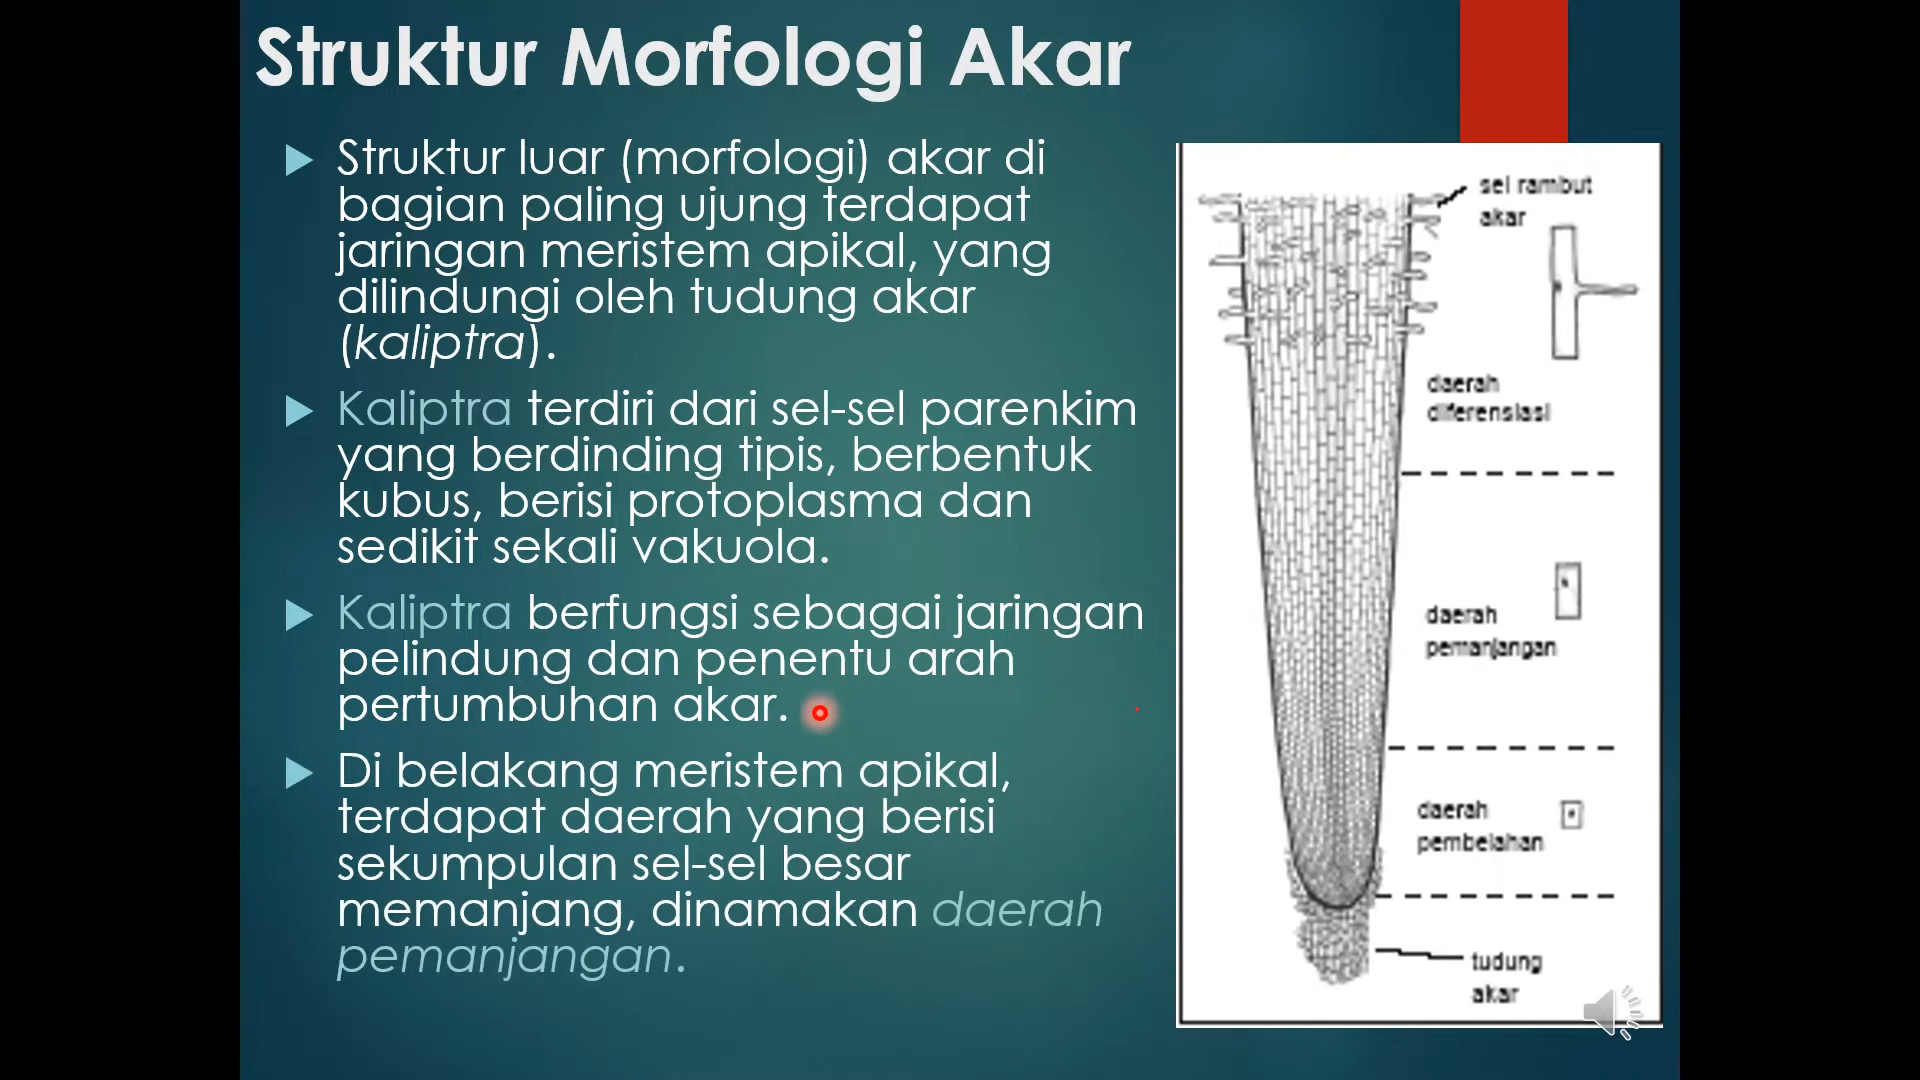 Struktur Morfologi Akar
Struktur luar (morfologi) akar di
bagian paling ujung terdapat
jaringan meristem apikal, yang
dilindungi oleh tudung akar
(kaliptra).
Kaliptra terdiri dari sel-sel parenkim
yang berdinding tipis, berbentuk
kubus, berisi protoplasma dan
sedikit sekali vakuola.
Kaliptra berfungsi sebagai jaringan
pelindung dan penentu arah
pertumbuhan akar.
Di belakang meristem apikal,
terdapat daerah yang berisi
sekumpulan sel-sel besar
memanjang, dinamakan daerah
pemanjangan.
sel rambut
akar
daerah
diferensiasi
daerah
pemanjangan
daerah
pembelahan
tudung
akar